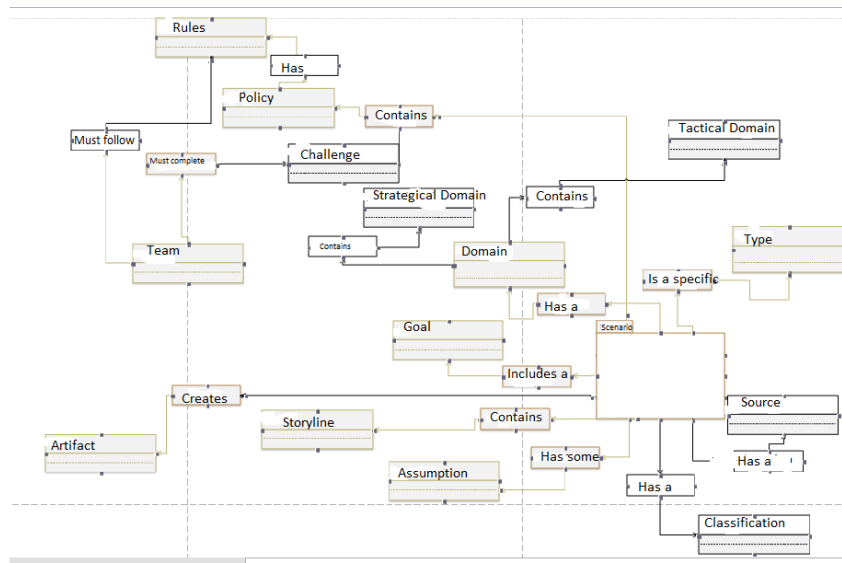 Rules
Has
Policy
Contains
Must follow
Must complete
Challenge
Tactical Domain
Strategical Domain
Contains
Contains
Team
Domain
Type
Is a specific
Has a
Scenario
Goal
Includes a
Creates
Source
Contains
Storyline
Artifact
Has some
Has a
Assumption
Has a
Classification